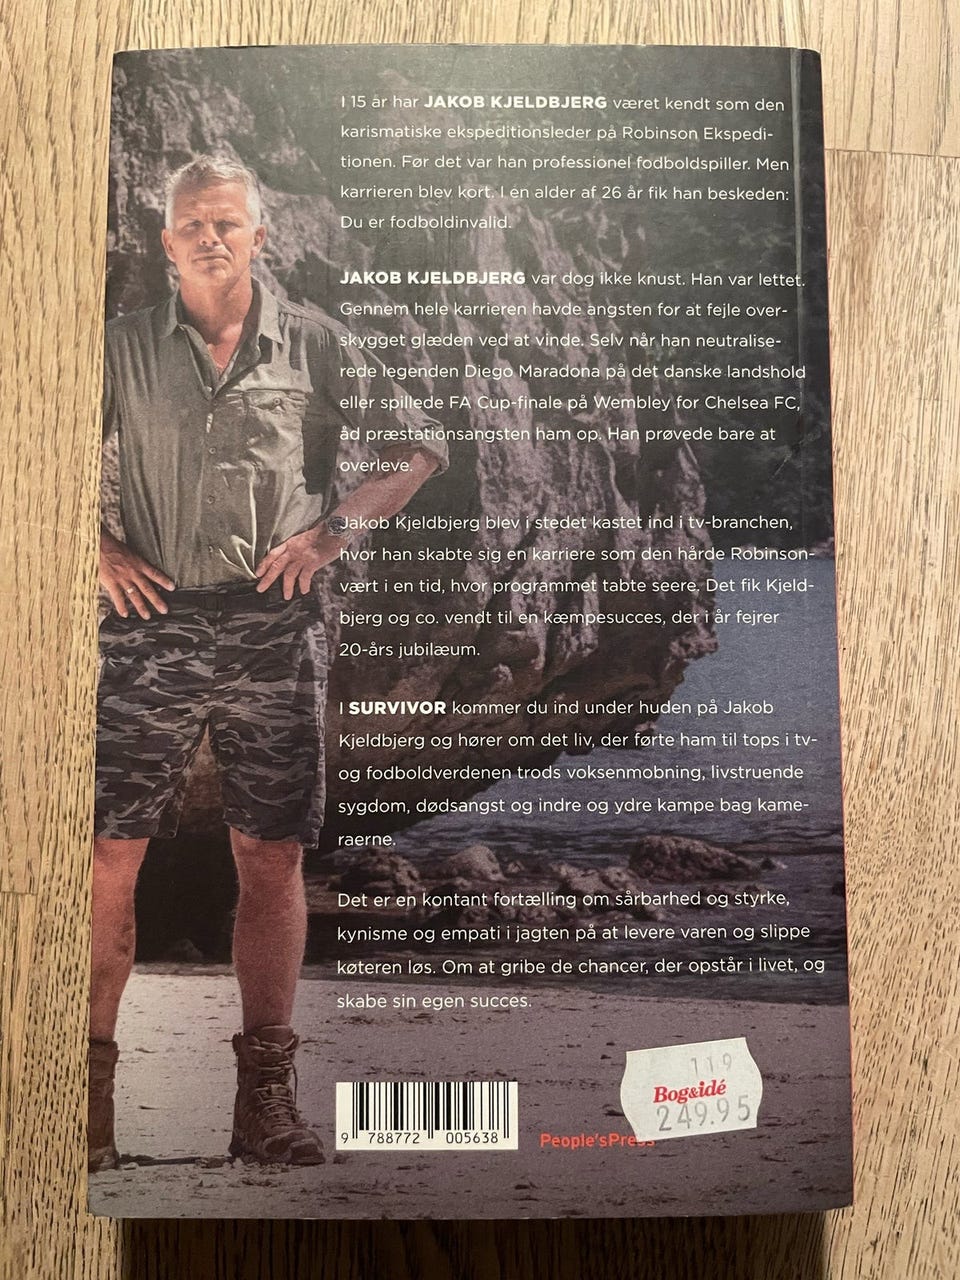 I 15 år har JAKOB KJELDBJERG været kendt som den
karismatiske ekspeditionsleder på Robinson Ekspedi-
tionen. Før det var han professionel fodboldspiller. Men
karrieren blev kort. I en alder af 26 år fik han beskeden:
Du er fodboldinvalid.
JAKOB KJELDBJERG var dog ikke knust. Han var lettet.
Gennem hele karrieren havde angsten for at fejle over-
skygget glæden ved at vinde. Selv når han neutralise-
rede legenden Diego Maradona på det danske landshold
eller spillede FA Cup-finale på Wembley for Chelsea FC,
åd præstationsangsten ham op. Han prøvede bare at
overleve.
Jakob Kjeldbjerg blev i stedet kastet ind i tv-branchen,
hvor han skabte sig en karriere som den hårde Robinson-
vært i en tid, hvor programmet tabte seere. Det fik Kjeld-
bjerg og co. vendt til en kæmpesucces, der i år fejrer
20-års jubilæum.
I SURVIVOR kommer du ind under huden på Jakob
Kjeldbjerg og hører om det liv, der førte ham til tops i tv-
og fodboldverdenen trods voksenmobning, livstruende
sygdom, dødsangst og indre og ydre kampe bag kame-
raerne.
Det er en kontant fortælling om sårbarhed og styrke,
kynisme og empati i jagten på at levere varen og slippe
køteren løs. Om at gribe de chancer, der opstår i livet, og
skabe sin egen succes.
119
Bog&idé
249.95
9 788772 005638
People'sPress